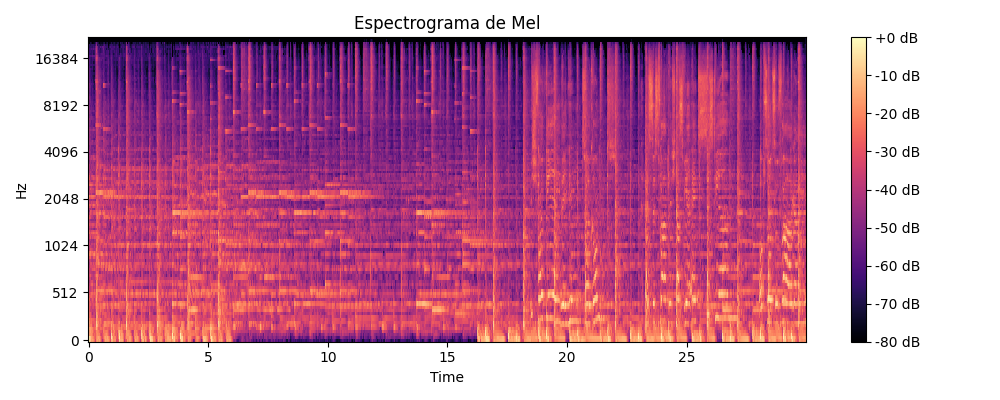 Espectrograma de Mel
+0 dB
16384
-10 dB
8192
-20 dB
4096
-30 dB
Hz
2048
-40 dB
1024
-50 dB
512
-60 dB
-70 dB
0
-80 dB
0 5 10 15 20 25
Time